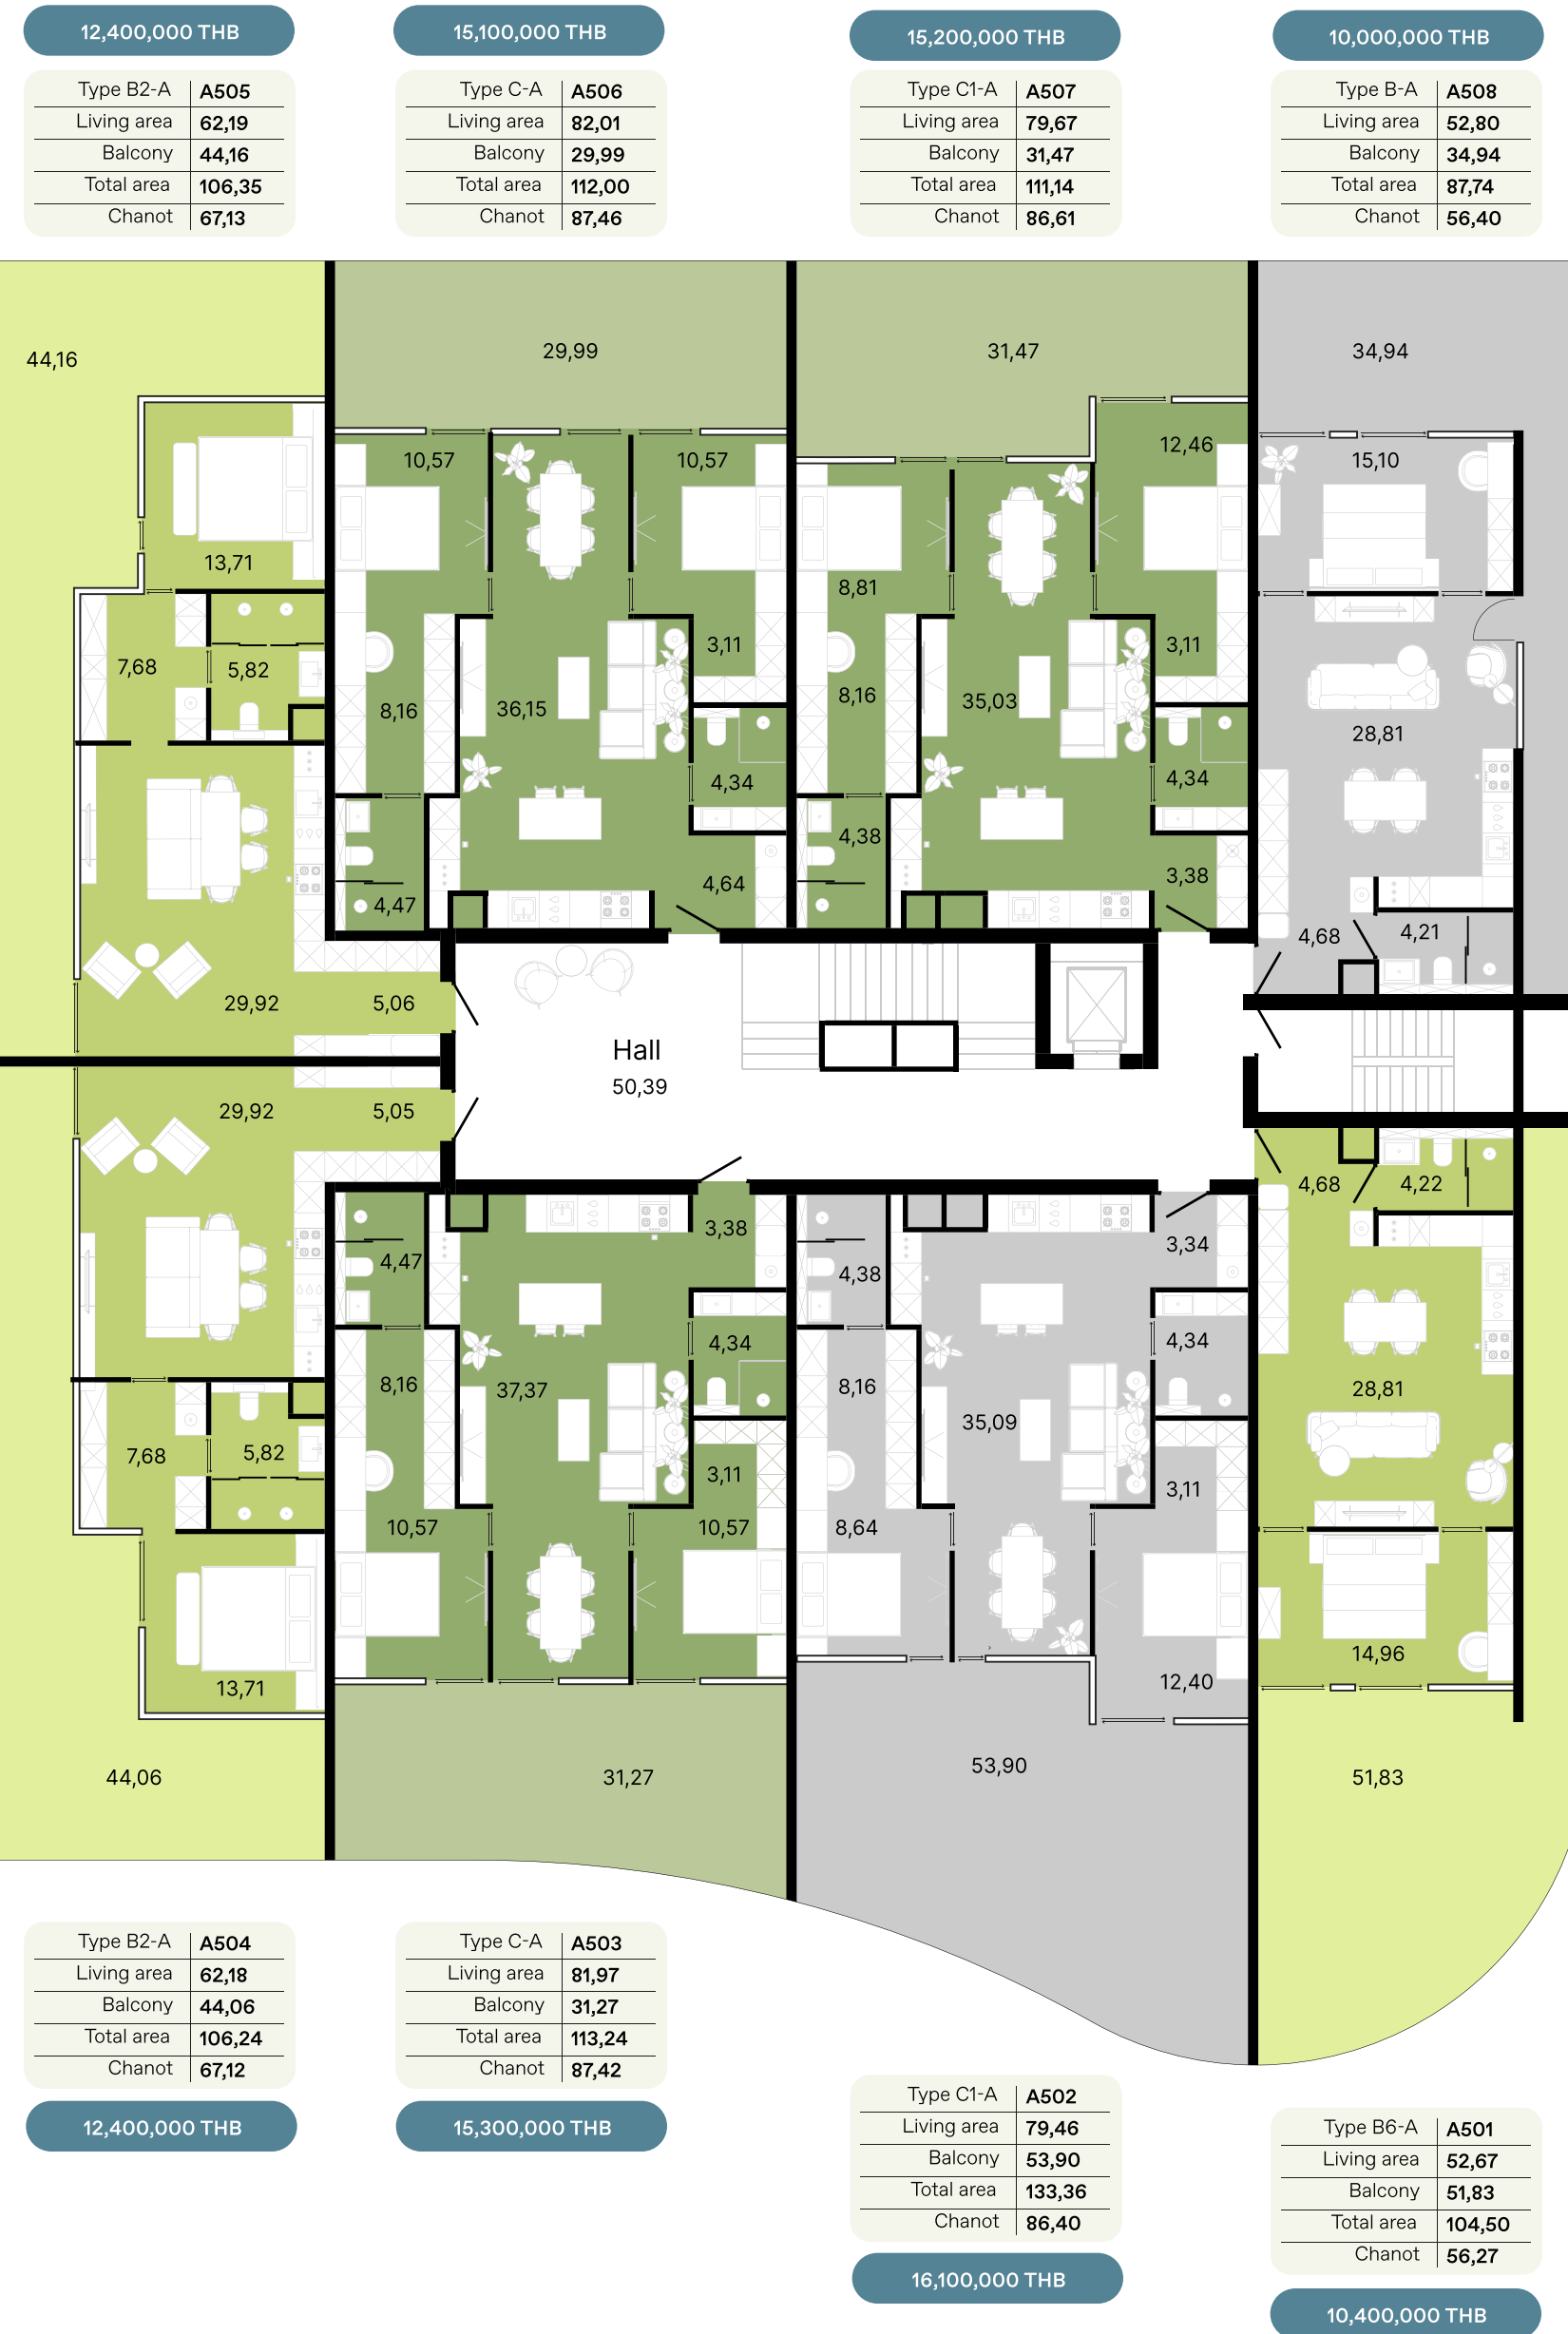 12,400,000 THB
Type B2-A A505
Living area 62,19
Balcony 44,16
Total area 106,35
Chanot 67,13
15,100,000 THB
Type C-A A506
Living area 82,01
Balcony 29,99
Total area 112,00
Chanot 87,46
15,200,000 THB
Type C1-A A507
Living area 79,67
Balcony 31,47
Total area 111,14
Chanot 86,61
10,000,000 THB
Type B-A A508
Living area 52,80
Balcony 34,94
Total area 87,74
Chanot 56,40
44,16
13,71
7,68
5,82
29,92
5,06
29,99
10,57
10,57
3,11
8,16
36,15
4,34
4,64
4,47
31,47
12,46
8,81
3,11
8,16
35,03
4,34
4,38
3,38
34,94
15,10
28,81
4,68
4,21
Hall
50,39
29,92
5,05
7,68
5,82
13,71
44,06
3,38
4,47
4,34
8,16
37,37
3,11
10,57
10,57
31,27
3,34
4,38
4,34
8,16
35,09
3,11
8,64
12,40
53,90
4,68
4,22
28,81
14,96
51,83
Type B2-A A504
Living area 62,18
Balcony 44,06
Total area 106,24
Chanot 67,12
12,400,000 THB
Type C-A A503
Living area 81,97
Balcony 31,27
Total area 113,24
Chanot 87,42
15,300,000 THB
Type C1-A A502
Living area 79,46
Balcony 53,90
Total area 133,36
Chanot 86,40
16,100,000 THB
Type B6-A A501
Living area 52,67
Balcony 51,83
Total area 104,50
Chanot 56,27
10,400,000 THB